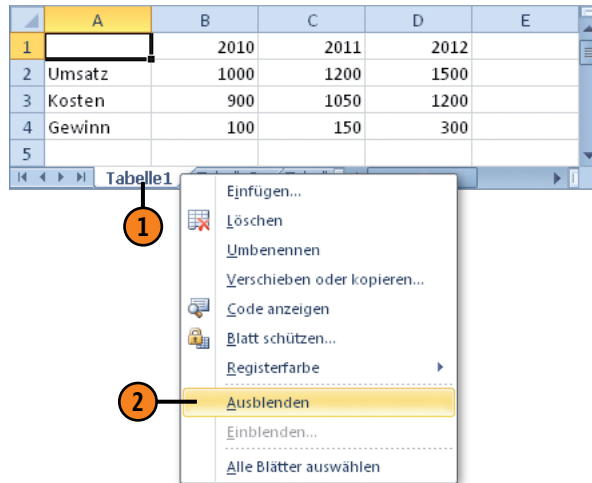 A B C D E
1 2010 2011 2012
2 Umsatz 1000 1200 1500
3 Kosten 900 1050 1200
4 Gewinn 100 150 300
5
Tabelle1
1
Einfügen...
Löschen
Umbenennen
Verschieben oder kopieren...
Code anzeigen
Blatt schützen...
Registerfarbe
2 Ausblenden
Einblenden...
Alle Blätter auswählen